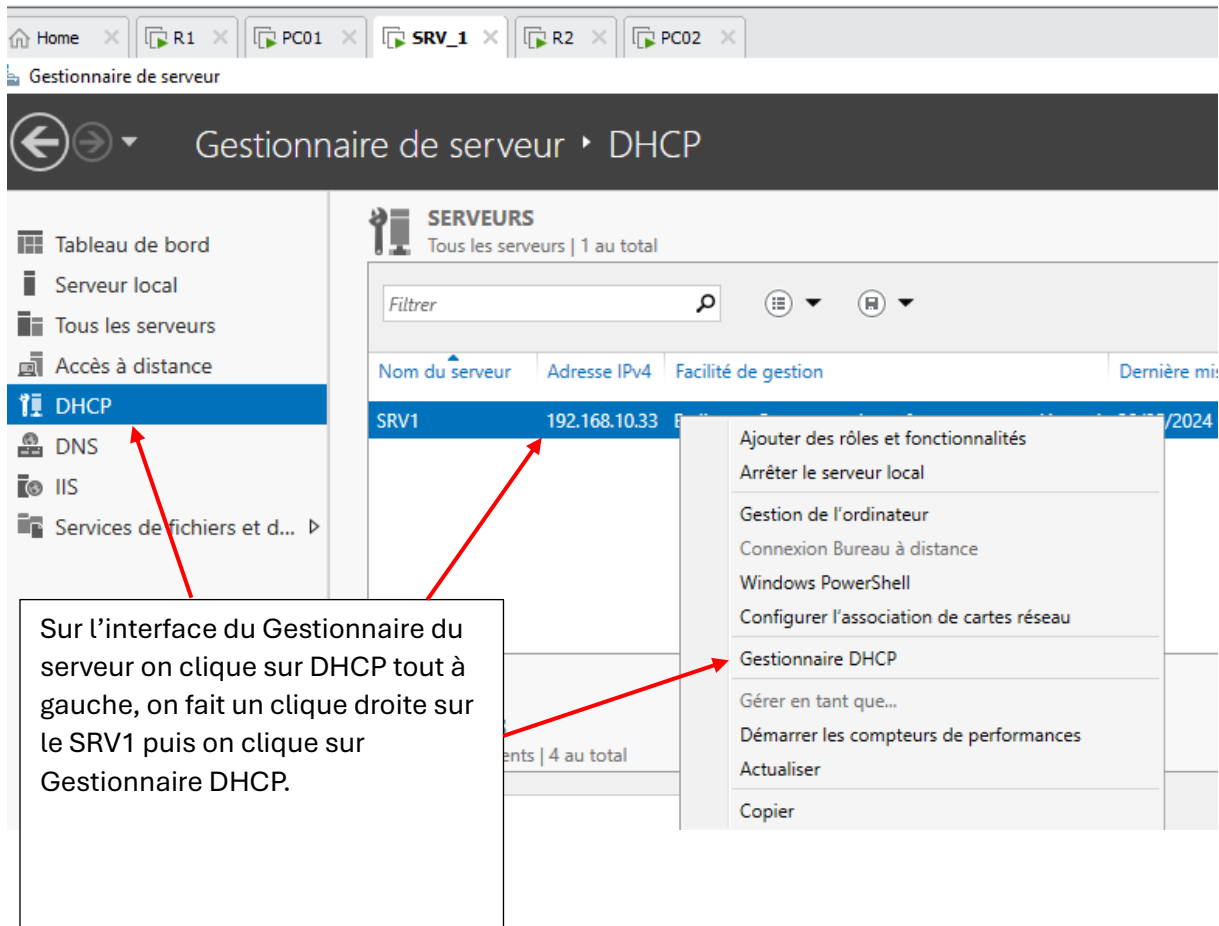 Home
R1
PC01
SRV_1
R2
PC02
Gestionnaire de serveur
Gestionnaire de serveur ‣ DHCP
Tableau de bord
Serveur local
Tous les serveurs
Accès à distance
DHCP
DNS
IIS
Services de fichiers et d...
SERVEURS
Tous les serveurs | 1 au total
Filtrer
Nom du serveur Adresse IPv4 Facilité de gestion Dernière mis
SRV1 192.168.10.33 /2024
Ajouter des rôles et fonctionnalités
Arrêter le serveur local
Gestion de l'ordinateur
Connexion Bureau à distance
Windows PowerShell
Configurer l'association de cartes réseau
Gestionnaire DHCP
Gérer en tant que...
Démarrer les compteurs de performances
Actualiser
Copier
ents | 4 au total
Sur l’interface du Gestionnaire du
serveur on clique sur DHCP tout à
gauche, on fait un clique droite sur
le SRV1 puis on clique sur
Gestionnaire DHCP.